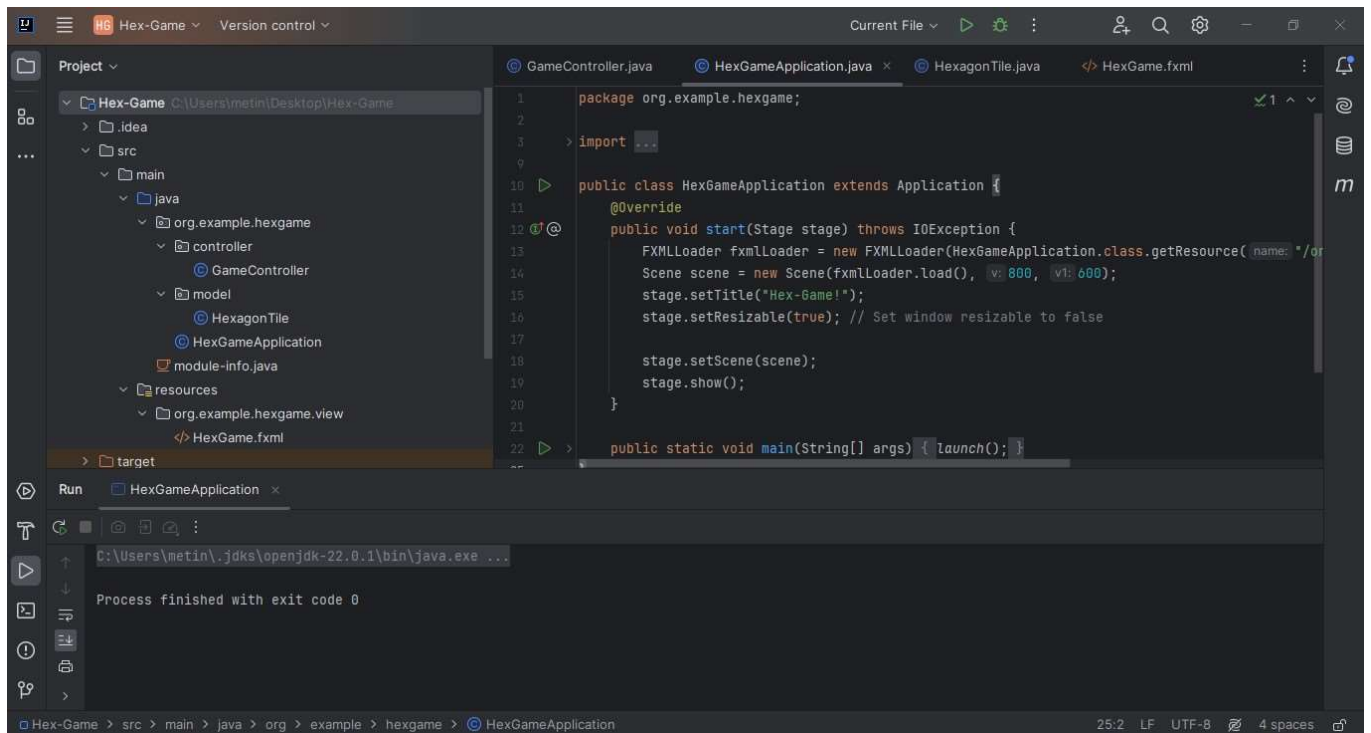 HG Hex-Game Version control Current File
Project
GameController.java HexGameApplication.java HexagonTile.java </> HexGame.fxml
Hex-Game C:\Users\metin\Desktop\Hex-Game
.idea
src
main
java
org.example.hexgame
controller
GameController
model
HexagonTile
HexGameApplication
module-info.java
resources
org.example.hexgame.view
</> HexGame.fxml
target
1 package org.example.hexgame;
2
3 import ...
9
10 public class HexGameApplication extends Application {
11 @Override
12 public void start(Stage stage) throws IOException {
13 FXMLLoader fxmlLoader = new FXMLLoader(HexGameApplication.class.getResource( name: "/or
14 Scene scene = new Scene(fxmlLoader.load(), v: 800, v1: 600);
15 stage.setTitle("Hex-Game!");
16 stage.setResizable(true); // Set window resizable to false
17
18 stage.setScene(scene);
19 stage.show();
20 }
21
22 public static void main(String[] args) { launch(); }
1
m
Run HexGameApplication
C:\Users\metin\.jdks\openjdk-22.0.1\bin\java.exe ...
Process finished with exit code 0
Hex-Game > src > main > java > org > example > hexgame > HexGameApplication 25:2 LF UTF-8 4 spaces